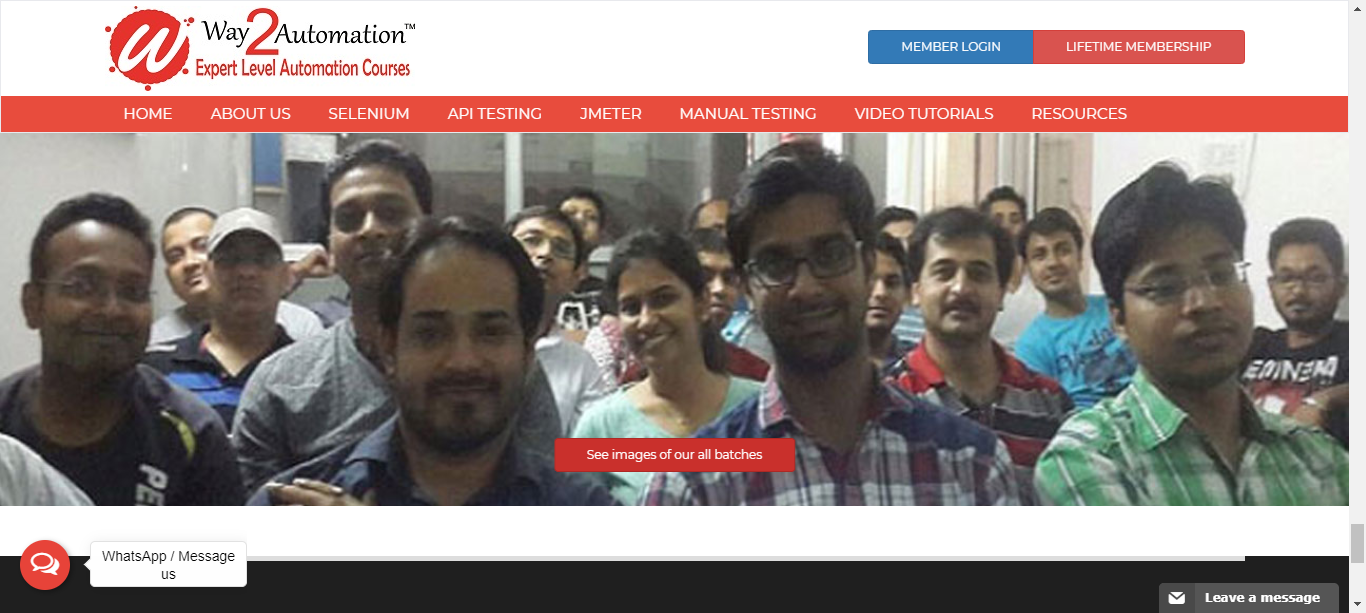 Way2Automation™
Expert Level Automation Courses
MEMBER LOGIN
LIFETIME MEMBERSHIP
HOME
ABOUT US
SELENIUM
API TESTING
JMETER
MANUAL TESTING
VIDEO TUTORIALS
RESOURCES
EMINEM
See images of our all batches
WhatsApp / Message
us
Leave a message